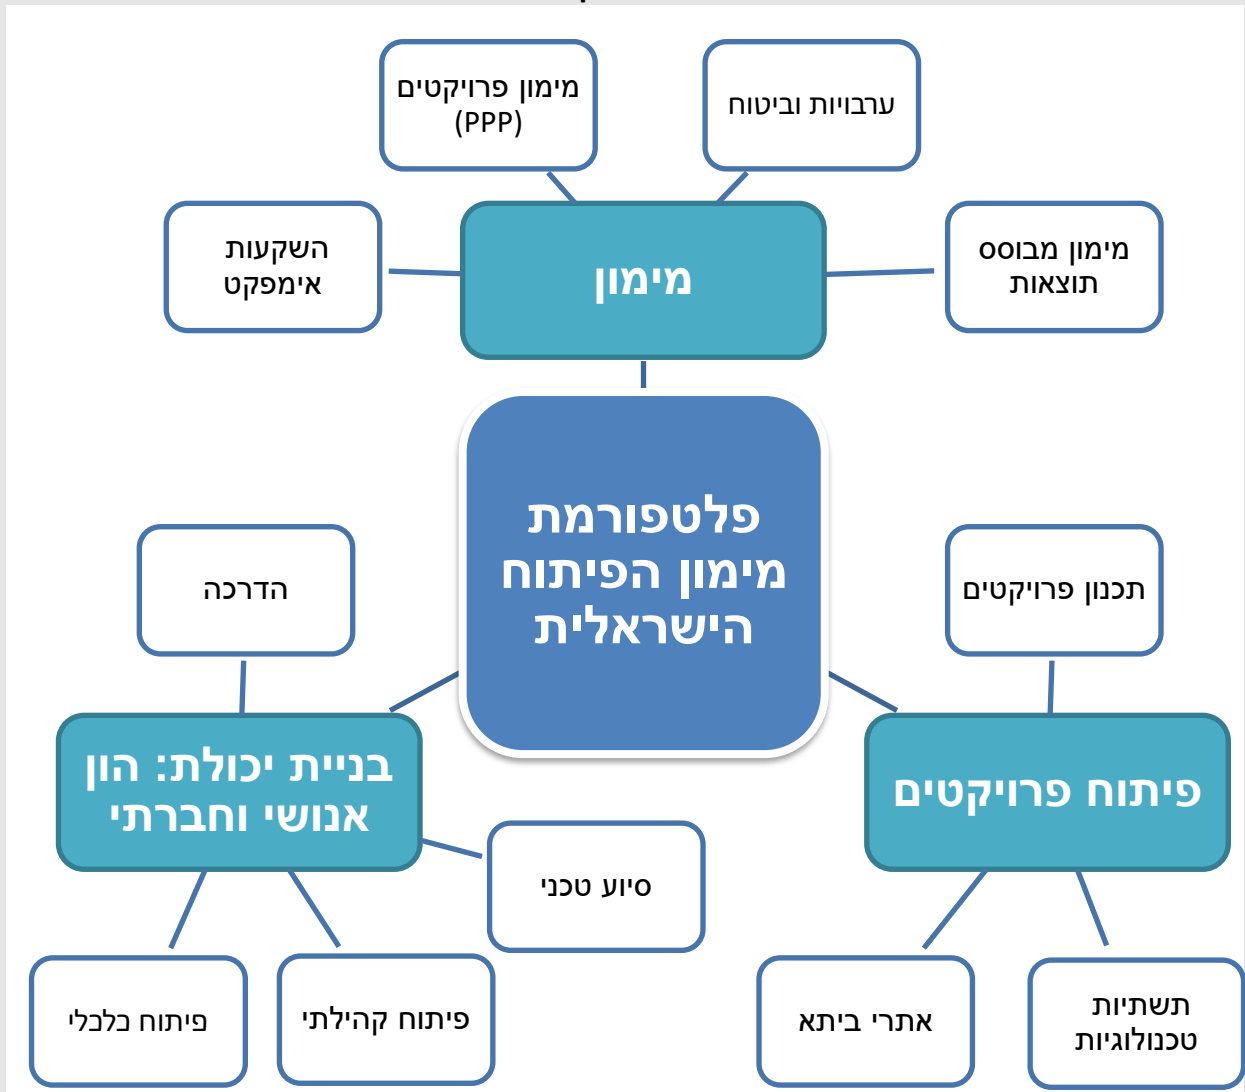 מימון פרויקטים
(PPP)
ערבויות וביטוח
השקעות
אימפקט
מימון
מימון מבוסס
תוצאות
פלטפורמת
מימון הפיתוח
הישראלית
הדרכה
תכנון פרויקטים
בניית יכולת: הון
אנושי וחברתי
פיתוח פרויקטים
סיוע טכני
פיתוח כלכלי
פיתוח קהילתי
אתרי ביתא
תשתיות
טכנולוגיות